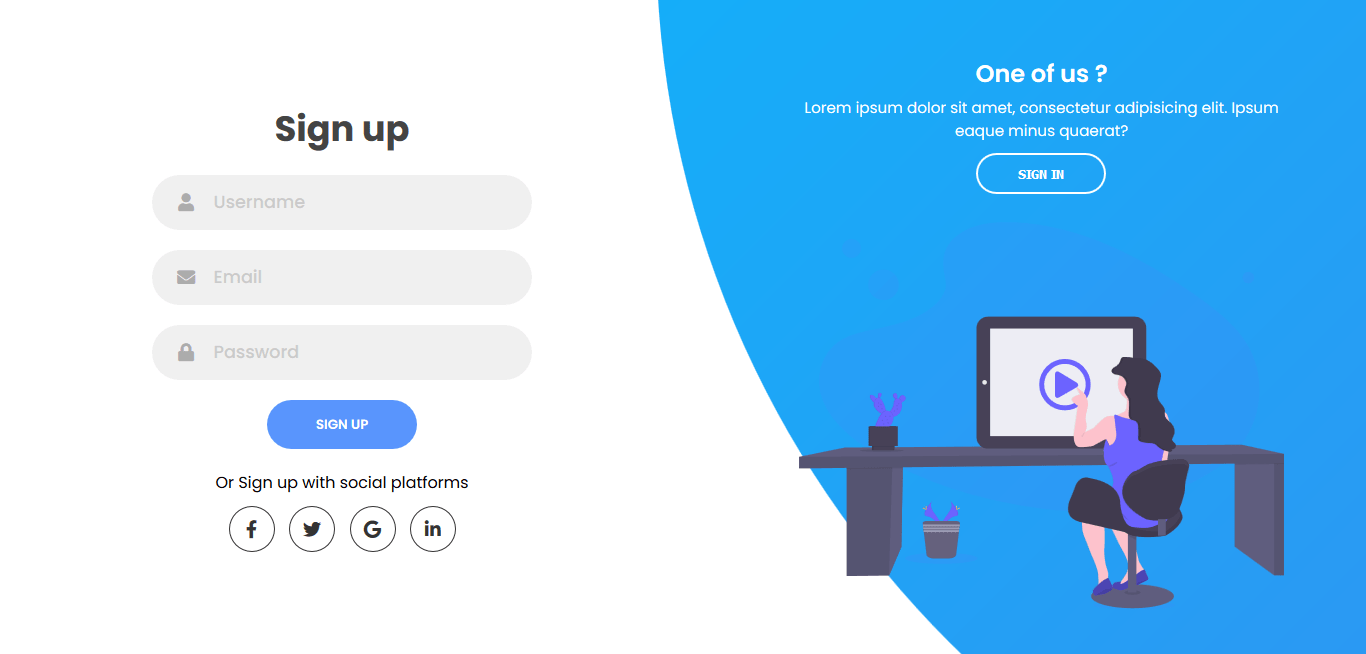 Sign up
Username
Email
Password
SIGN UP
Or Sign up with social platforms
One of us ?
Lorem ipsum dolor sit amet, consectetur adipisicing elit. Ipsum
eaque minus quaerat?
SIGN IN